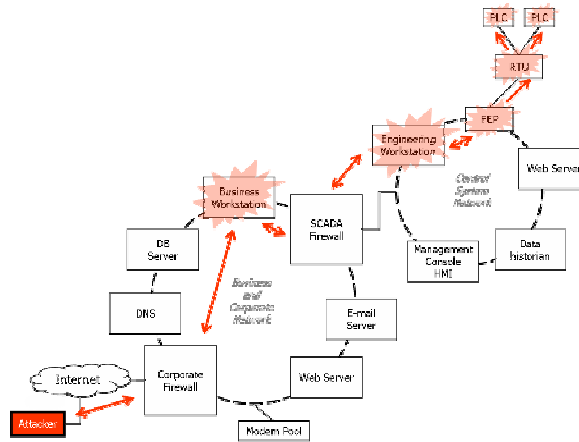 PLC
PLC
RTU
FEP
Engineering
Workstation
Web Server
Control
System
Network
Business
Workstation
SCADA
Firewall
DB
Server
Management
Console
HMI
Data
historian
Business
and
Corporate
Network
DNS
E-mail
Server
Internet
Corporate
Firewall
Web Server
Attacker
Modem Pool